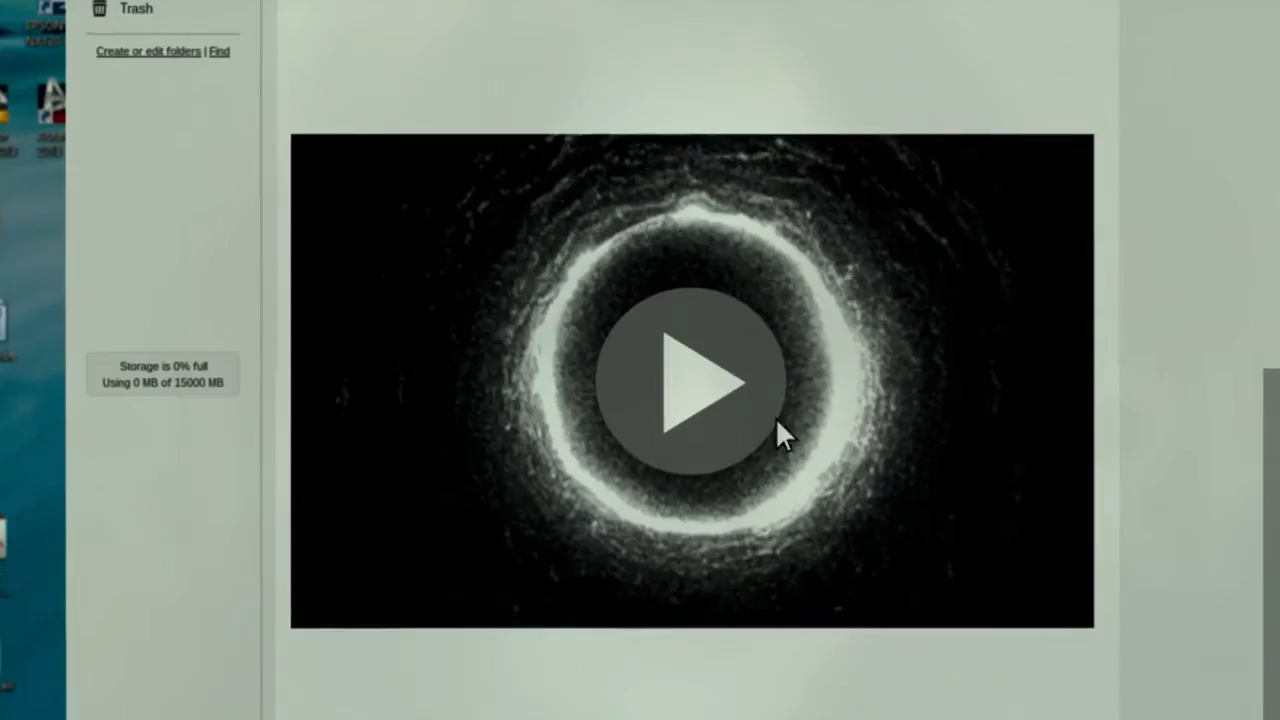 Trash
Create or edit folders | Find
Storage is 0% full
Using 0 MB of 15000 MB